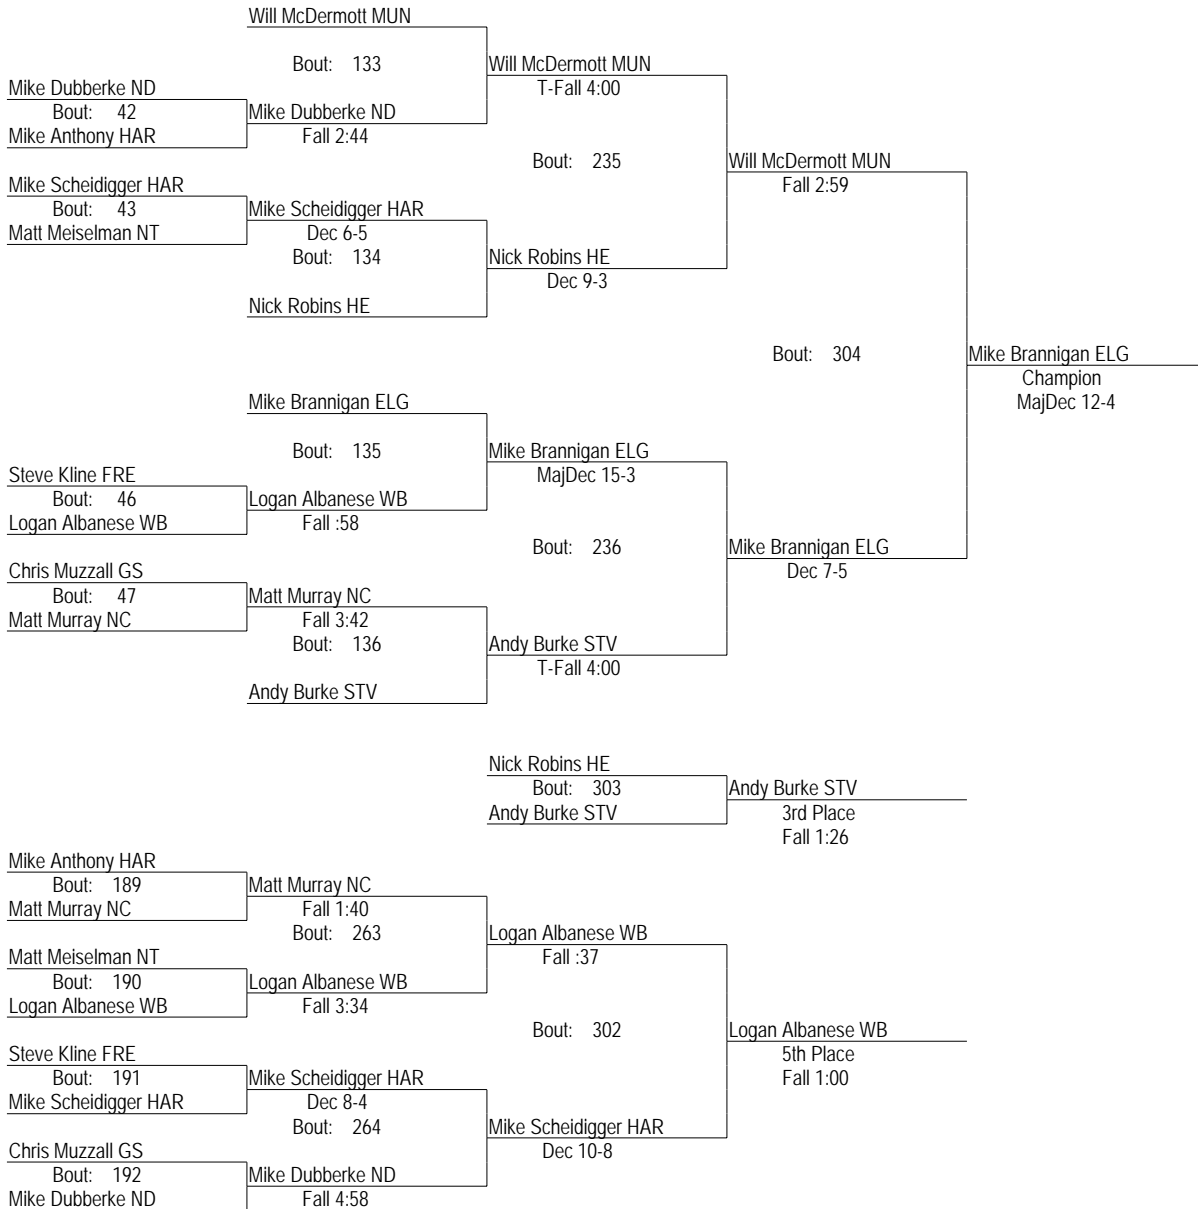 Will McDermott MUN
Bout: 133
Will McDermott MUN
Mike Dubberke ND
T-Fall 4:00
Bout: 42
Mike Dubberke ND
Mike Anthony HAR
Fall 2:44
Bout: 235
Will McDermott MUN
Mike Scheidigger HAR
Fall 2:59
Bout: 43
Mike Scheidigger HAR
Matt Meiselman NT
Dec 6-5
Bout: 134
Nick Robins HE
Dec 9-3
Nick Robins HE
Bout: 304
Mike Brannigan ELG
Champion
Mike Brannigan ELG
MajDec 12-4
Bout: 135
Mike Brannigan ELG
Steve Kline FRE
MajDec 15-3
Bout: 46
Logan Albanese WB
Logan Albanese WB
Fall :58
Bout: 236
Mike Brannigan ELG
Chris Muzzall GS
Dec 7-5
Bout: 47
Matt Murray NC
Matt Murray NC
Fall 3:42
Bout: 136
Andy Burke STV
T-Fall 4:00
Andy Burke STV
Nick Robins HE
Bout: 303
Andy Burke STV
Andy Burke STV
3rd Place
Fall 1:26
Mike Anthony HAR
Bout: 189
Matt Murray NC
Matt Murray NC
Fall 1:40
Bout: 263
Logan Albanese WB
Matt Meiselman NT
Fall :37
Bout: 190
Logan Albanese WB
Logan Albanese WB
Fall 3:34
Bout: 302
Logan Albanese WB
Steve Kline FRE
5th Place
Bout: 191
Mike Scheidigger HAR
Fall 1:00
Mike Scheidigger HAR
Dec 8-4
Bout: 264
Mike Scheidigger HAR
Chris Muzzall GS
Dec 10-8
Bout: 192
Mike Dubberke ND
Mike Dubberke ND
Fall 4:58